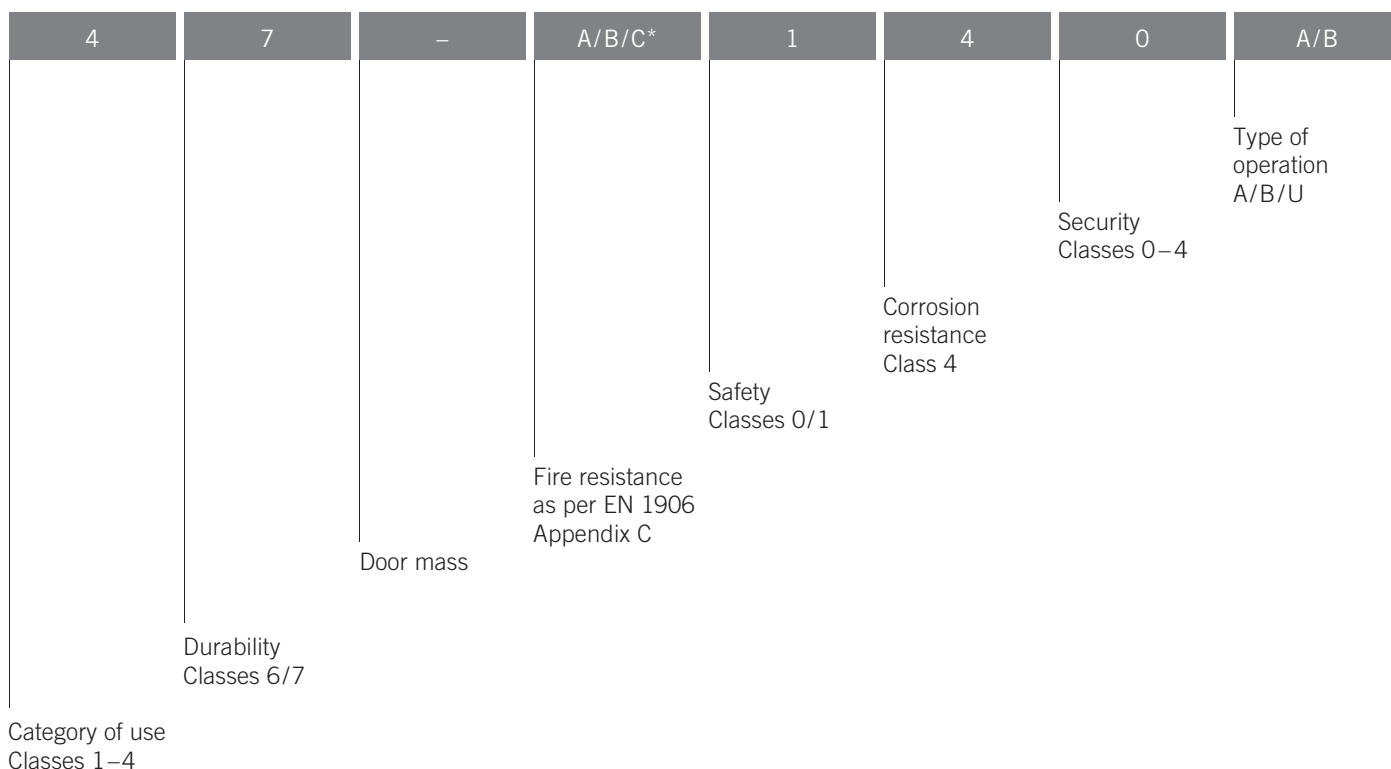 4 7 – A/B/C* 1 4 0 A/B
Type of
operation
A/B/U
Security
Classes 0–4
Corrosion
resistance
Class 4
Safety
Classes 0/1
Fire resistance
as per EN 1906
Appendix C
Door mass
Durability
Classes 6/7
Category of use
Classes 1–4